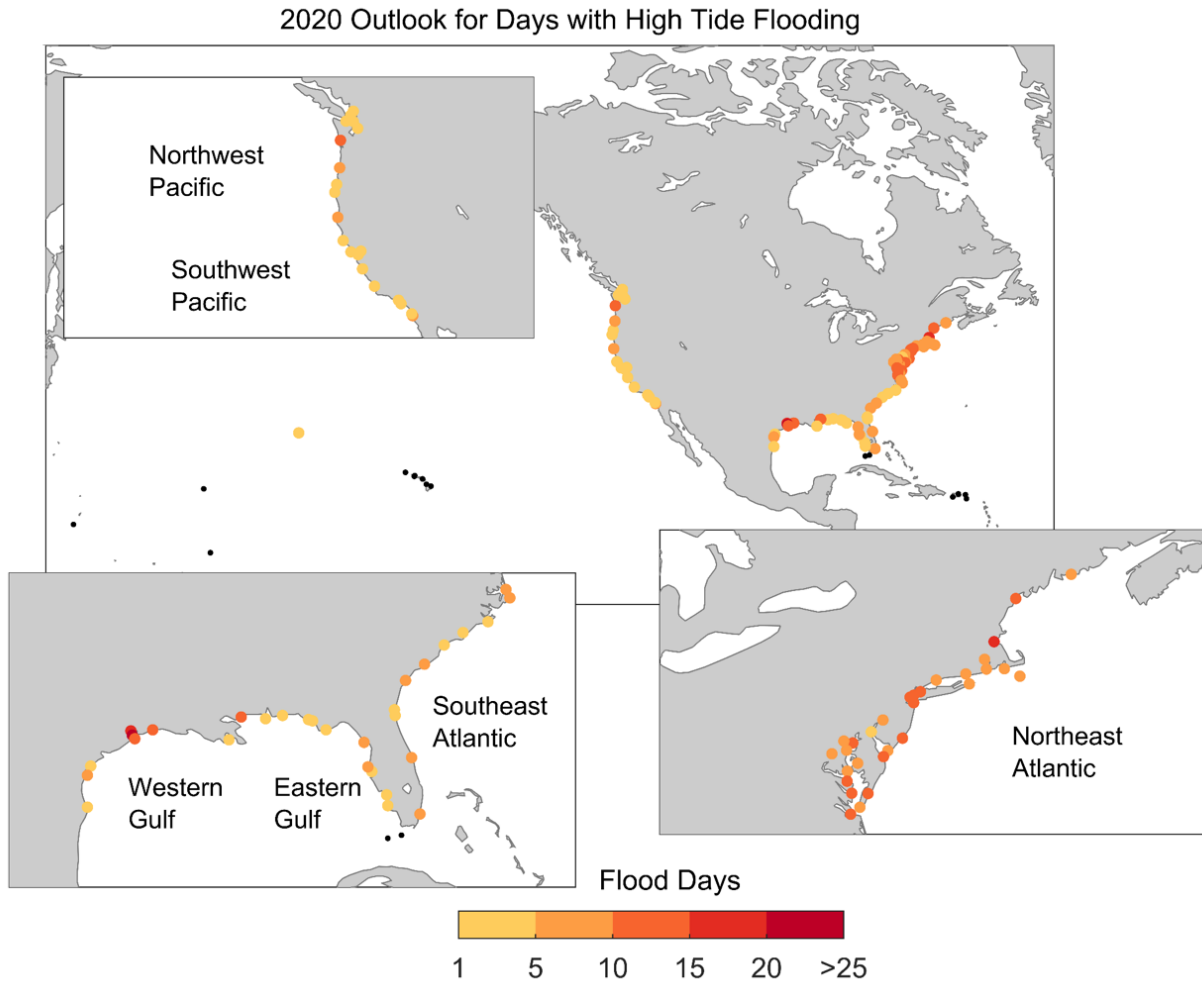 2020 Outlook for Days with High Tide Flooding
Northwest
Pacific
Southwest
Pacific
Southeast
Atlantic
Western
Gulf
Eastern
Gulf
Northeast
Atlantic
Flood Days
1 5 10 15 20 >25